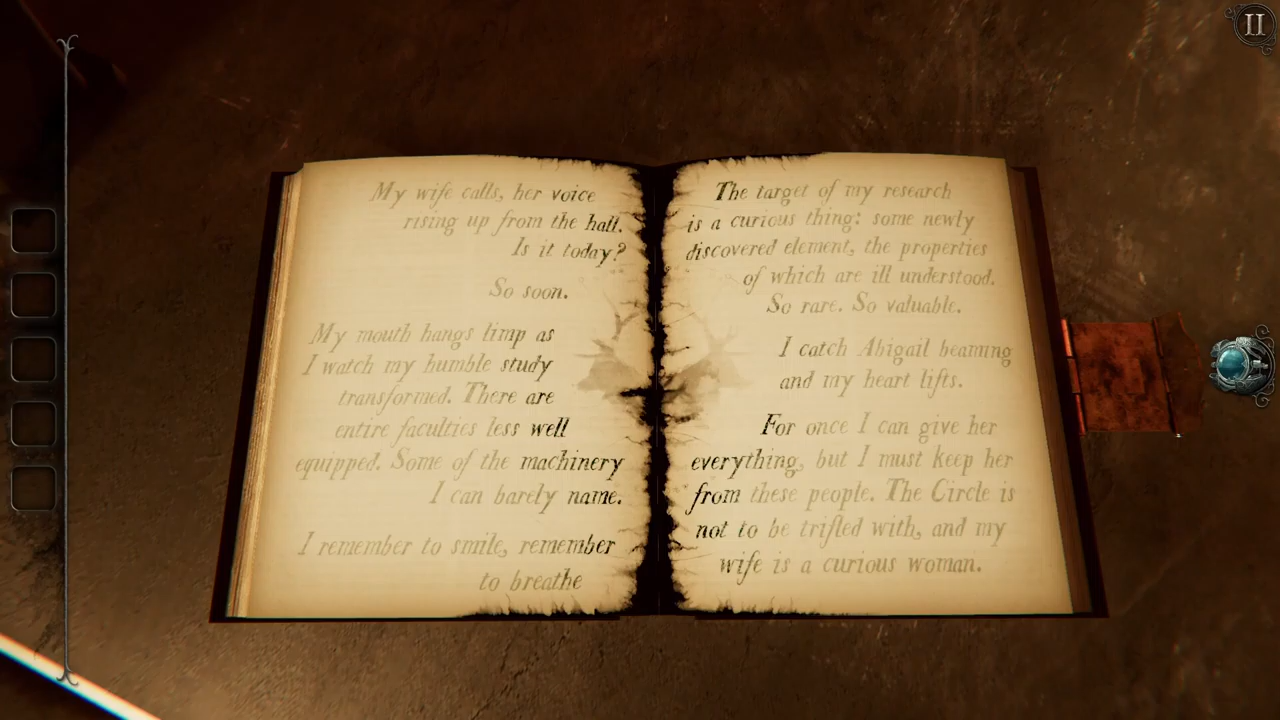 My wife calls, her voice
rising up from the hall.
Is it today?
So soon.
My mouth hangs limp as
I watch my humble study
transformed. There are
entire faculties less well
equipped. Some of the machinery
I can barely name.
I remember to smile, remember
to breathe
The target of my research
is a curious thing: some newly
discovered element, the properties
of which are ill understood.
So rare. So valuable.
I catch Abigail beaming
and my heart lifts.
For once I can give her
everything, but I must keep her
from these people. The Circle is
not to be trifled with, and my
wife is a curious woman.
II